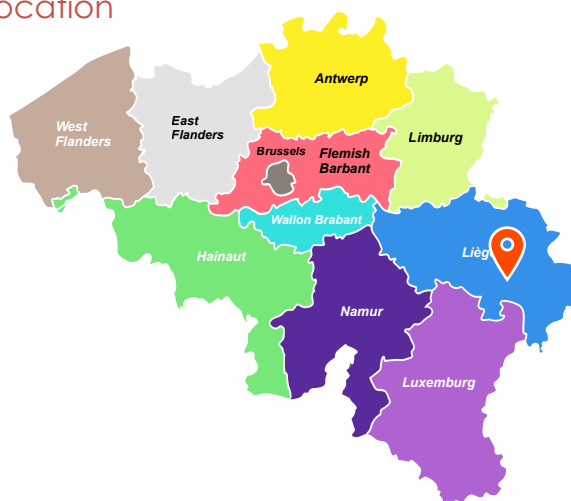 ocation
Antwerp
West
Flanders
East
Flanders
Limburg
Brussels
Flemish
Barbant
Wallon Brabant
Hainaut
Lièg
Namur
Luxemburg